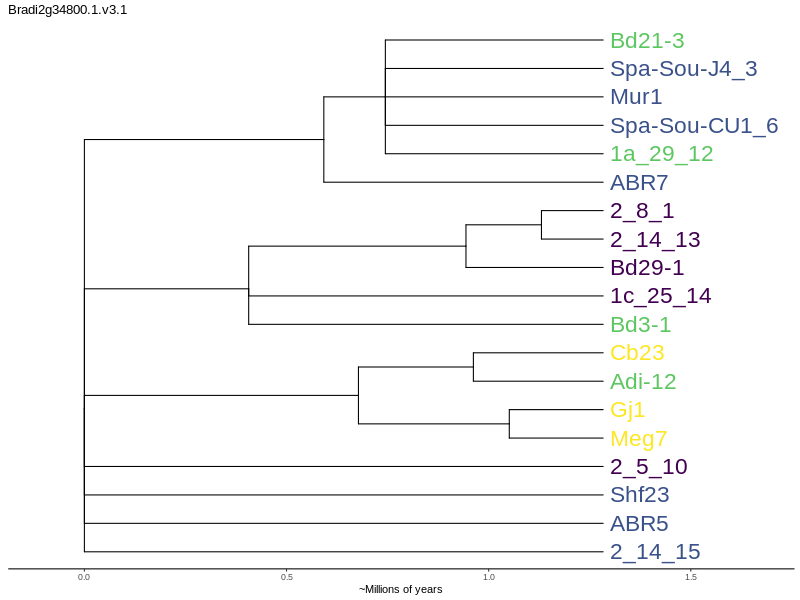 Bradi2g34800.1.v3.1
Bd21-3
Spa-Sou-J4_3
Mur1
Spa-Sou-CU1_6
1a_29_12
ABR7
2_8_1
2_14_13
Bd29-1
1c_25_14
Bd3-1
Cb23
Adi-12
Gj1
Meg7
2_5_10
Shf23
ABR5
2_14_15
0.0 0.5 1.0 1.5
~Millions of years